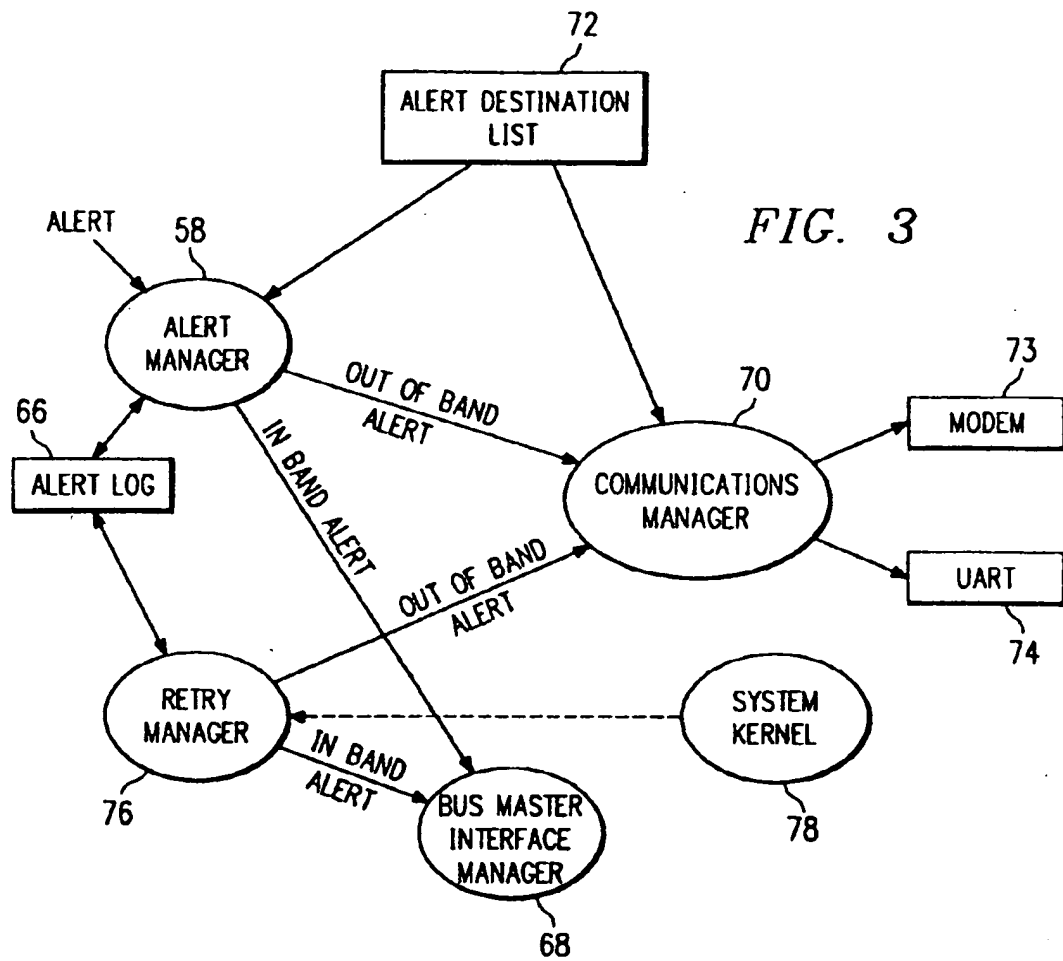 72
ALERT DESTINATION
LIST
FIG. 3
ALERT
58
ALERT
MANAGER
OUT OF BAND
ALERT
70
73
MODEM
66
ALERT LOG
IN BAND ALERT
COMMUNICATIONS
MANAGER
OUT OF BAND
ALERT
UART
74
RETRY
MANAGER
76
IN BAND
ALERT
SYSTEM
KERNEL
78
BUS MASTER
INTERFACE
MANAGER
68